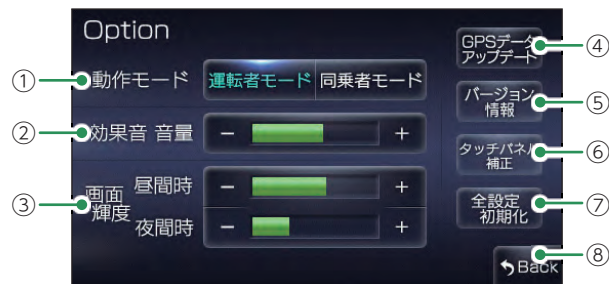 Option
① 動作モード 運転者モード 同乗者モード
② 効果音 音量 − +
③ 画面輝度
昼間時 − +
夜間時 − +
GPSデータ
アップデート ④
バージョン
情報 ⑤
タッチパネル
補正 ⑥
全設定
初期化 ⑦
Back ⑧